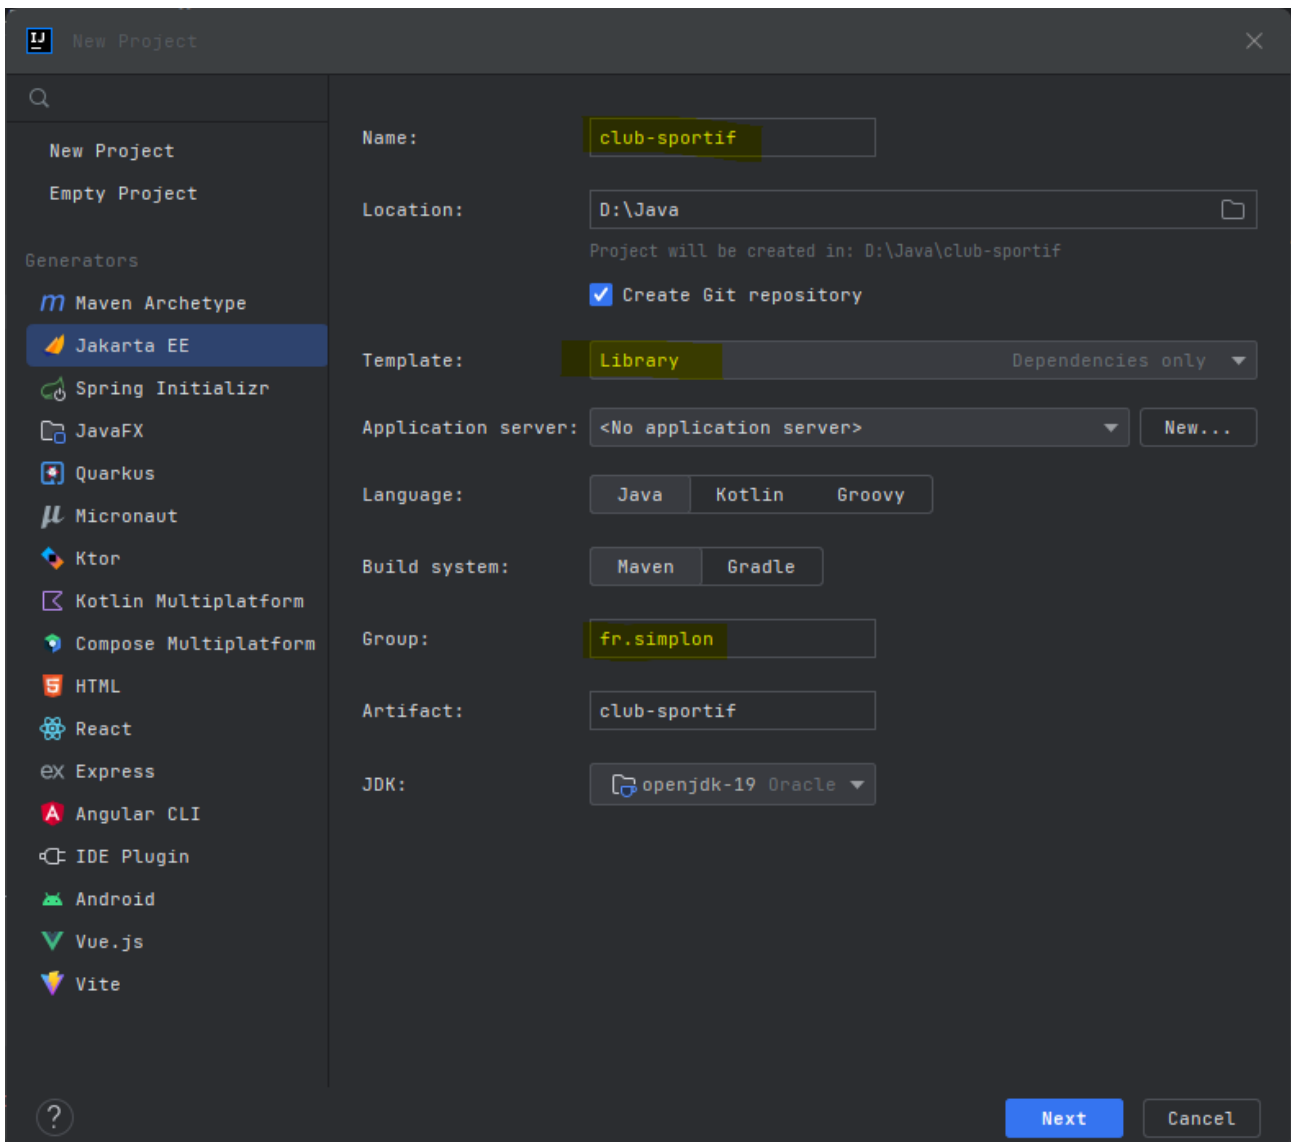 New Project
New Project
Empty Project
Generators
Maven Archetype
Jakarta EE
Spring Initializr
JavaFX
Quarkus
Micronaut
Ktor
Kotlin Multiplatform
Compose Multiplatform
HTML
React
ex Express
Angular CLI
IDE Plugin
Android
Vue.js
Vite
?
Name: club-sportif
Location: D:\Java
Project will be created in: D:\Java\club-sportif
Create Git repository
Template: Library Dependencies only
Application server: <No application server> New...
Language: Java Kotlin Groovy
Build system: Maven Gradle
Group: fr.simplon
Artifact: club-sportif
JDK: openjdk-19 Oracle
Next Cancel